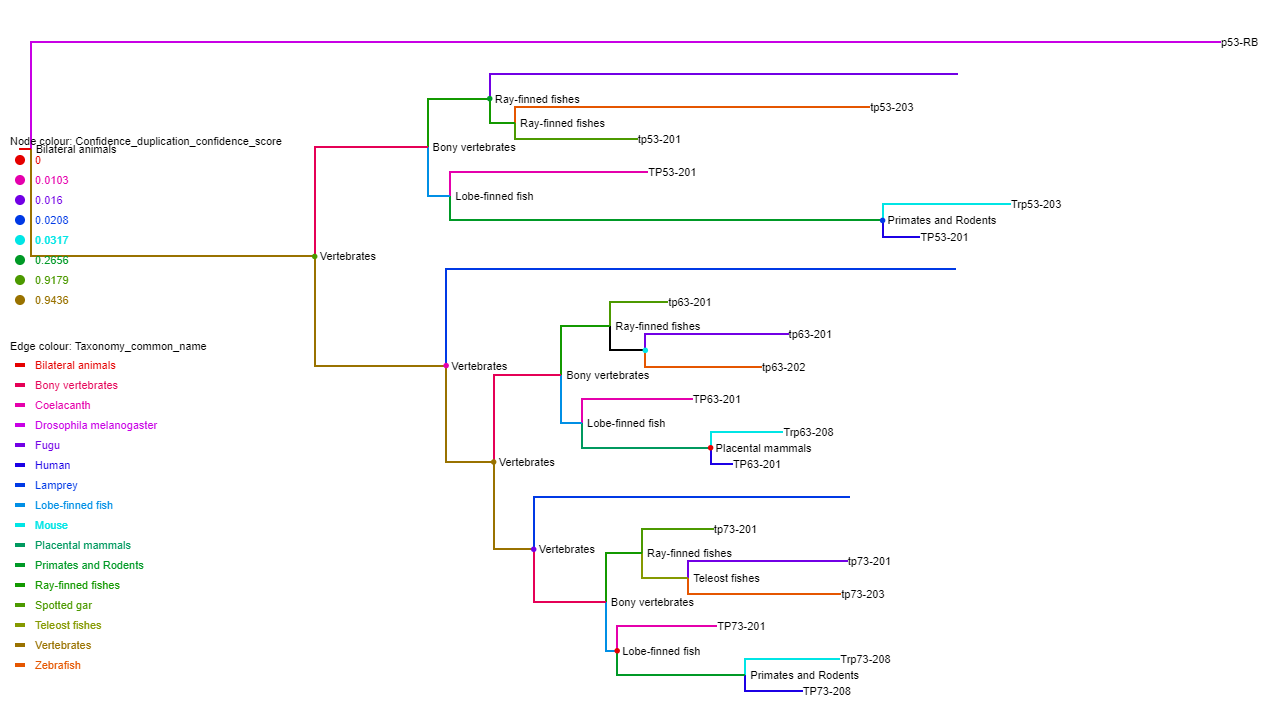 p53-RB
Ray-finned fishes
tp53-203
Ray-finned fishes
tp53-201
Node colour: Confidence_duplication_confidence_score
Bilateral animals
Bony vertebrates
0
0.0103
0.016
0.0208
0.0317
0.2656
0.9179
0.9436
TP53-201
Lobe-finned fish
Trp53-203
Primates and Rodents
TP53-201
Vertebrates
tp63-201
Ray-finned fishes
tp63-201
tp63-202
Vertebrates
Bony vertebrates
TP63-201
Lobe-finned fish
Trp63-208
Placental mammals
TP63-201
Vertebrates
tp73-201
Vertebrates
Ray-finned fishes
tp73-201
Teleost fishes
tp73-203
Bony vertebrates
TP73-201
Lobe-finned fish
Trp73-208
Primates and Rodents
TP73-208
Edge colour: Taxonomy_common_name
Bilateral animals
Bony vertebrates
Coelacanth
Drosophila melanogaster
Fugu
Human
Lamprey
Lobe-finned fish
Mouse
Placental mammals
Primates and Rodents
Ray-finned fishes
Spotted gar
Teleost fishes
Vertebrates
Zebrafish